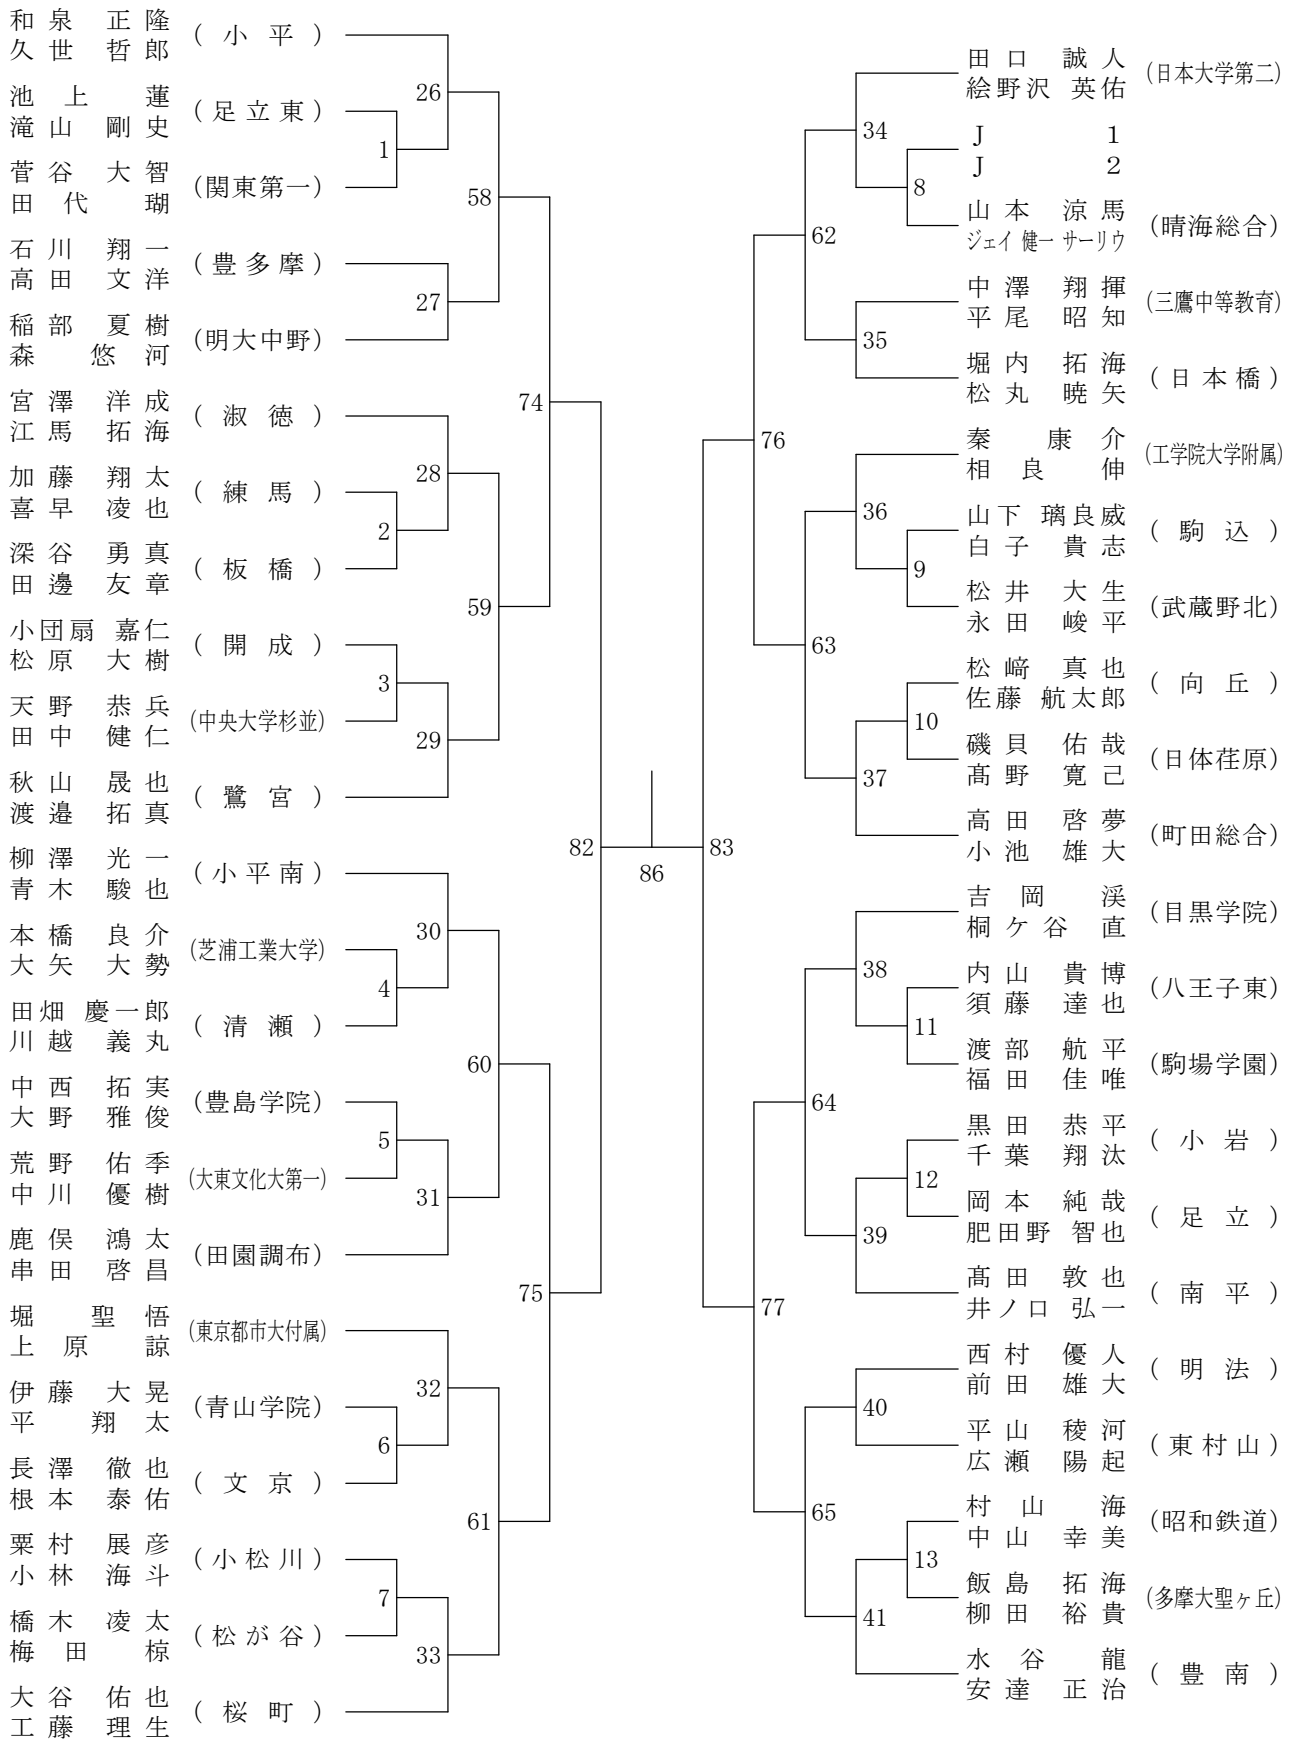 和泉 正隆
久世 哲郎
(小平)
池上 蓮
滝山 剛史
(足立東)
菅谷 大智
田代 瑚
(関東第一)
石川 翔一
高田 文洋
(豊多摩)
稲部 夏樹
森 悠河
(明大中野)
宮澤 洋成
江馬 拓海
(淑徳)
加藤 翔太
喜早 凌也
(練馬)
深谷 勇真
田邊 友章
(板橋)
小団扇 嘉仁
松原 大樹
(開成)
天野 恭兵
田中 健仁
(中央大学杉並)
秋山 晟也
渡邉 拓真
(鷺宮)
柳澤 光一
青木 駿也
(小平南)
本橋 良介
大矢 大勢
(芝浦工業大学)
田畑 慶一郎
川越 義丸
(清瀬)
中西 拓実
大野 雅俊
(豊島学院)
荒野 佑季
中川 優樹
(大東文化大第一)
鹿俣 鴻太
串田 啓昌
(田園調布)
堀 聖悟
上原 諒
(東京都市大付属)
伊藤 大晃
平 翔太
(青山学院)
長澤 徹也
根本 泰佑
(文京)
粟村 展彦
小林 海斗
(小松川)
橋木 凌太
梅田 椋
(松が谷)
大谷 佑也
工藤 理生
(桜町)
26
1
58
27
74
28
2
59
3
29
82
30
4
60
5
31
75
32
6
61
7
33
86
83
34
8
62
35
76
36
9
63
10
37
38
11
64
12
39
77
40
65
13
41
田口 誠人
絵野沢 英佑
(日本大学第二)
J 1
J 2
山本 涼馬
ジェイ 健一 サーリウ
(晴海総合)
中澤 翔揮
平尾 昭知
(三鷹中等教育)
堀内 拓海
松丸 暁矢
(日本橋)
秦 康介
相良 伸
(工学院大学附属)
山下 璃良威
白子 貴志
(駒込)
松井 大生
永田 峻平
(武蔵野北)
松﨑 真也
佐藤 航太郎
(向丘)
磯貝 佑哉
髙野 寛己
(日体荏原)
高田 啓夢
小池 雄大
(町田総合)
吉岡 渓
桐ケ谷 直
(目黒学院)
内山 貴博
須藤 達也
(八王子東)
渡部 航平
福田 佳唯
(駒場学園)
黒田 恭平
千葉 翔汰
(小岩)
岡本 純哉
肥田野 智也
(足立)
髙田 敦也
井ノ口 弘一
(南平)
西村 優人
前田 雄大
(明法)
平山 稜河
広瀬 陽起
(東村山)
村山 海
中山 幸美
(昭和鉄道)
飯島 拓海
柳田 裕貴
(多摩大聖ヶ丘)
水谷 龍
安達 正治
(豊南)